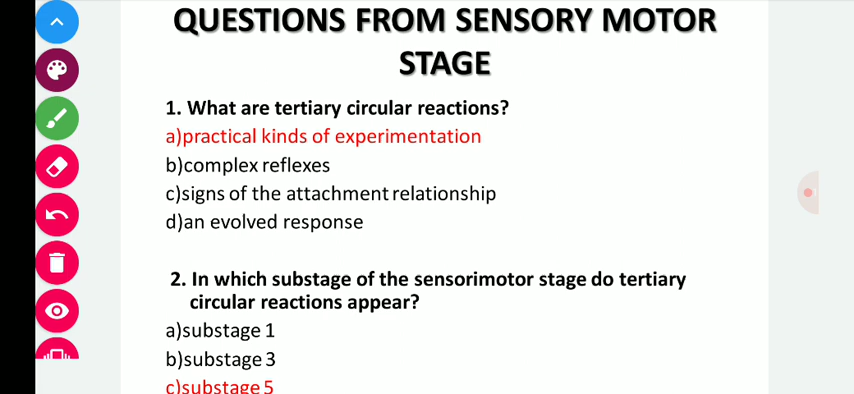 QUESTIONS FROM SENSORY MOTOR
STAGE
1. What are tertiary circular reactions?
a)practical kinds of experimentation
b)complex reflexes
c)signs of the attachment relationship
d)an evolved response
2. In which substage of the sensorimotor stage do tertiary
circular reactions appear?
a)substage 1
b)substage 3
c)substage 5